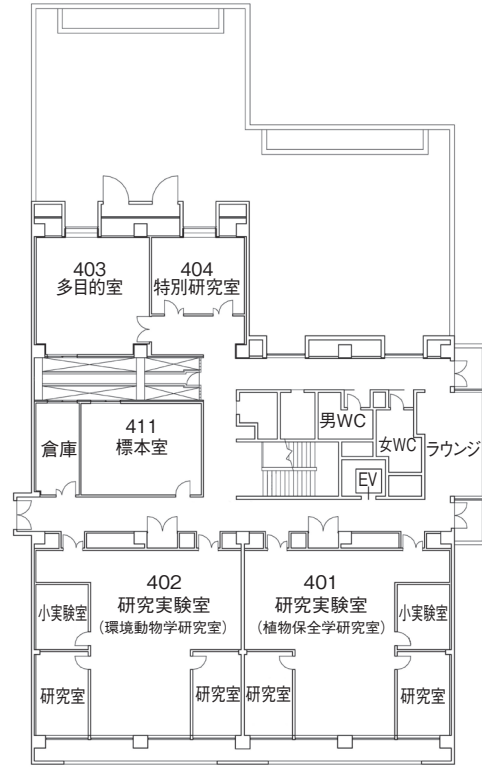 403
多目的室
404
特別研究室
倉庫
411
標本室
男WC
女WC
ラウンジ
EV
402
研究実験室
（環境動物学研究室）
401
研究実験室
（植物保全学研究室）
小実験室
小実験室
研究室
研究室
研究室
研究室